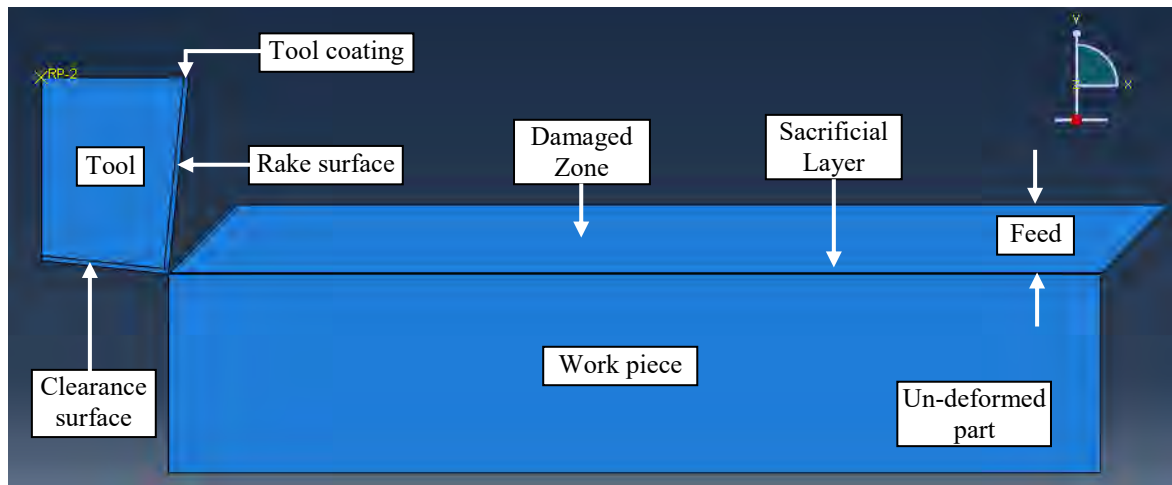 Tool coating
RP-2
Y
Z
X
Tool
Rake surface
Damaged
Zone
Sacrificial
Layer
Feed
Work piece
Clearance
surface
Un-deformed
part